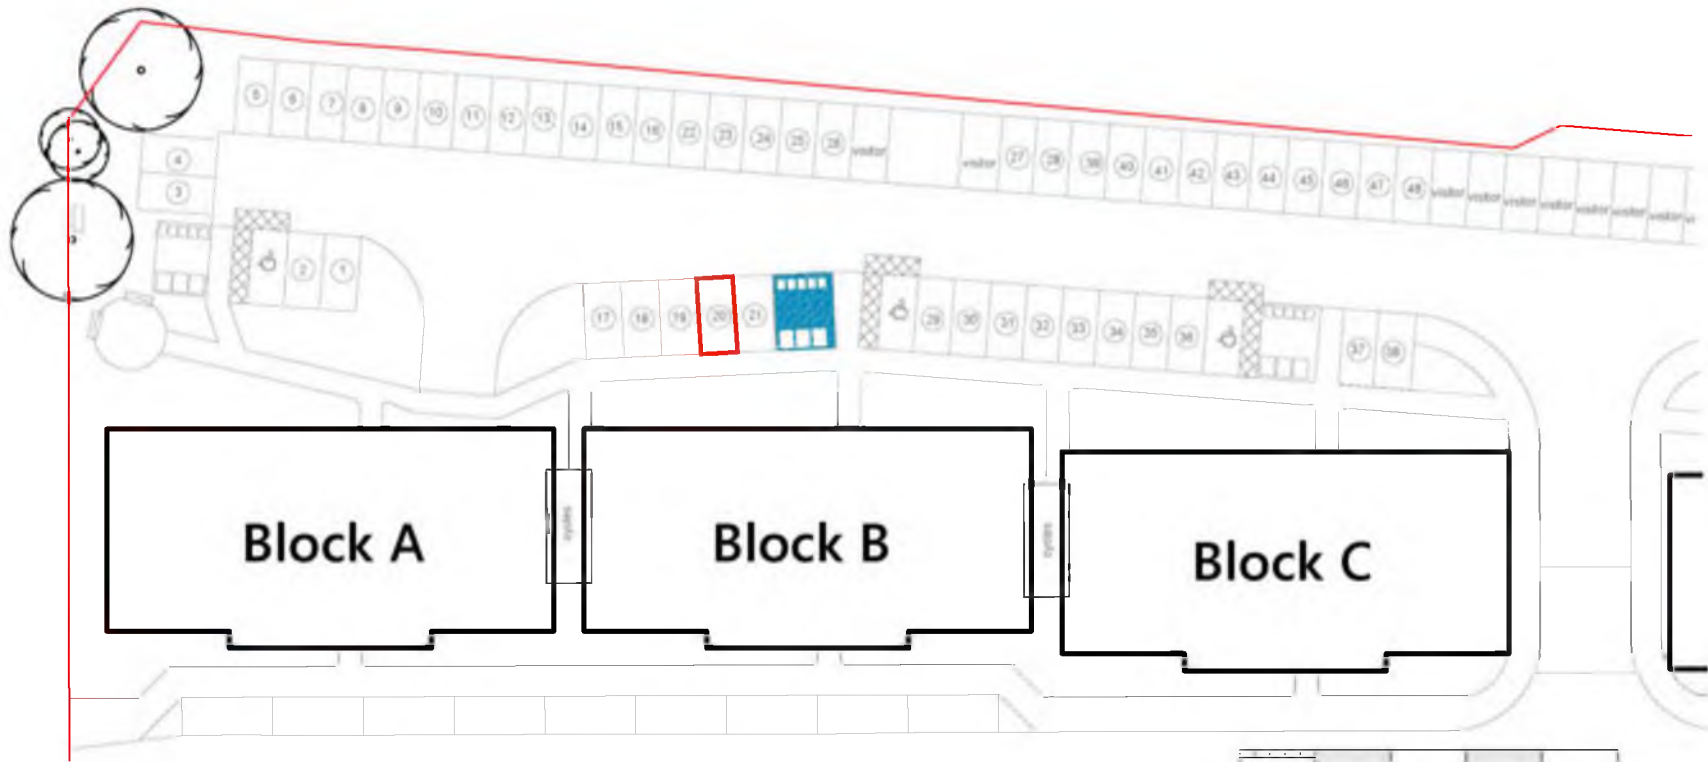 5 6 7 8 9 10 11 12 13 14 15 16 22 23 24 25 26 visitor
visitor 27 28 39 40 41 42 43 44 45 46 47 48 visitor visitor visitor visitor visitor visitor visitor
4
3
2 1
17 18 19 20 21
29 30 31 32 33 34 35 36
37 38
Block A
cycles
Block B
cycles
Block C